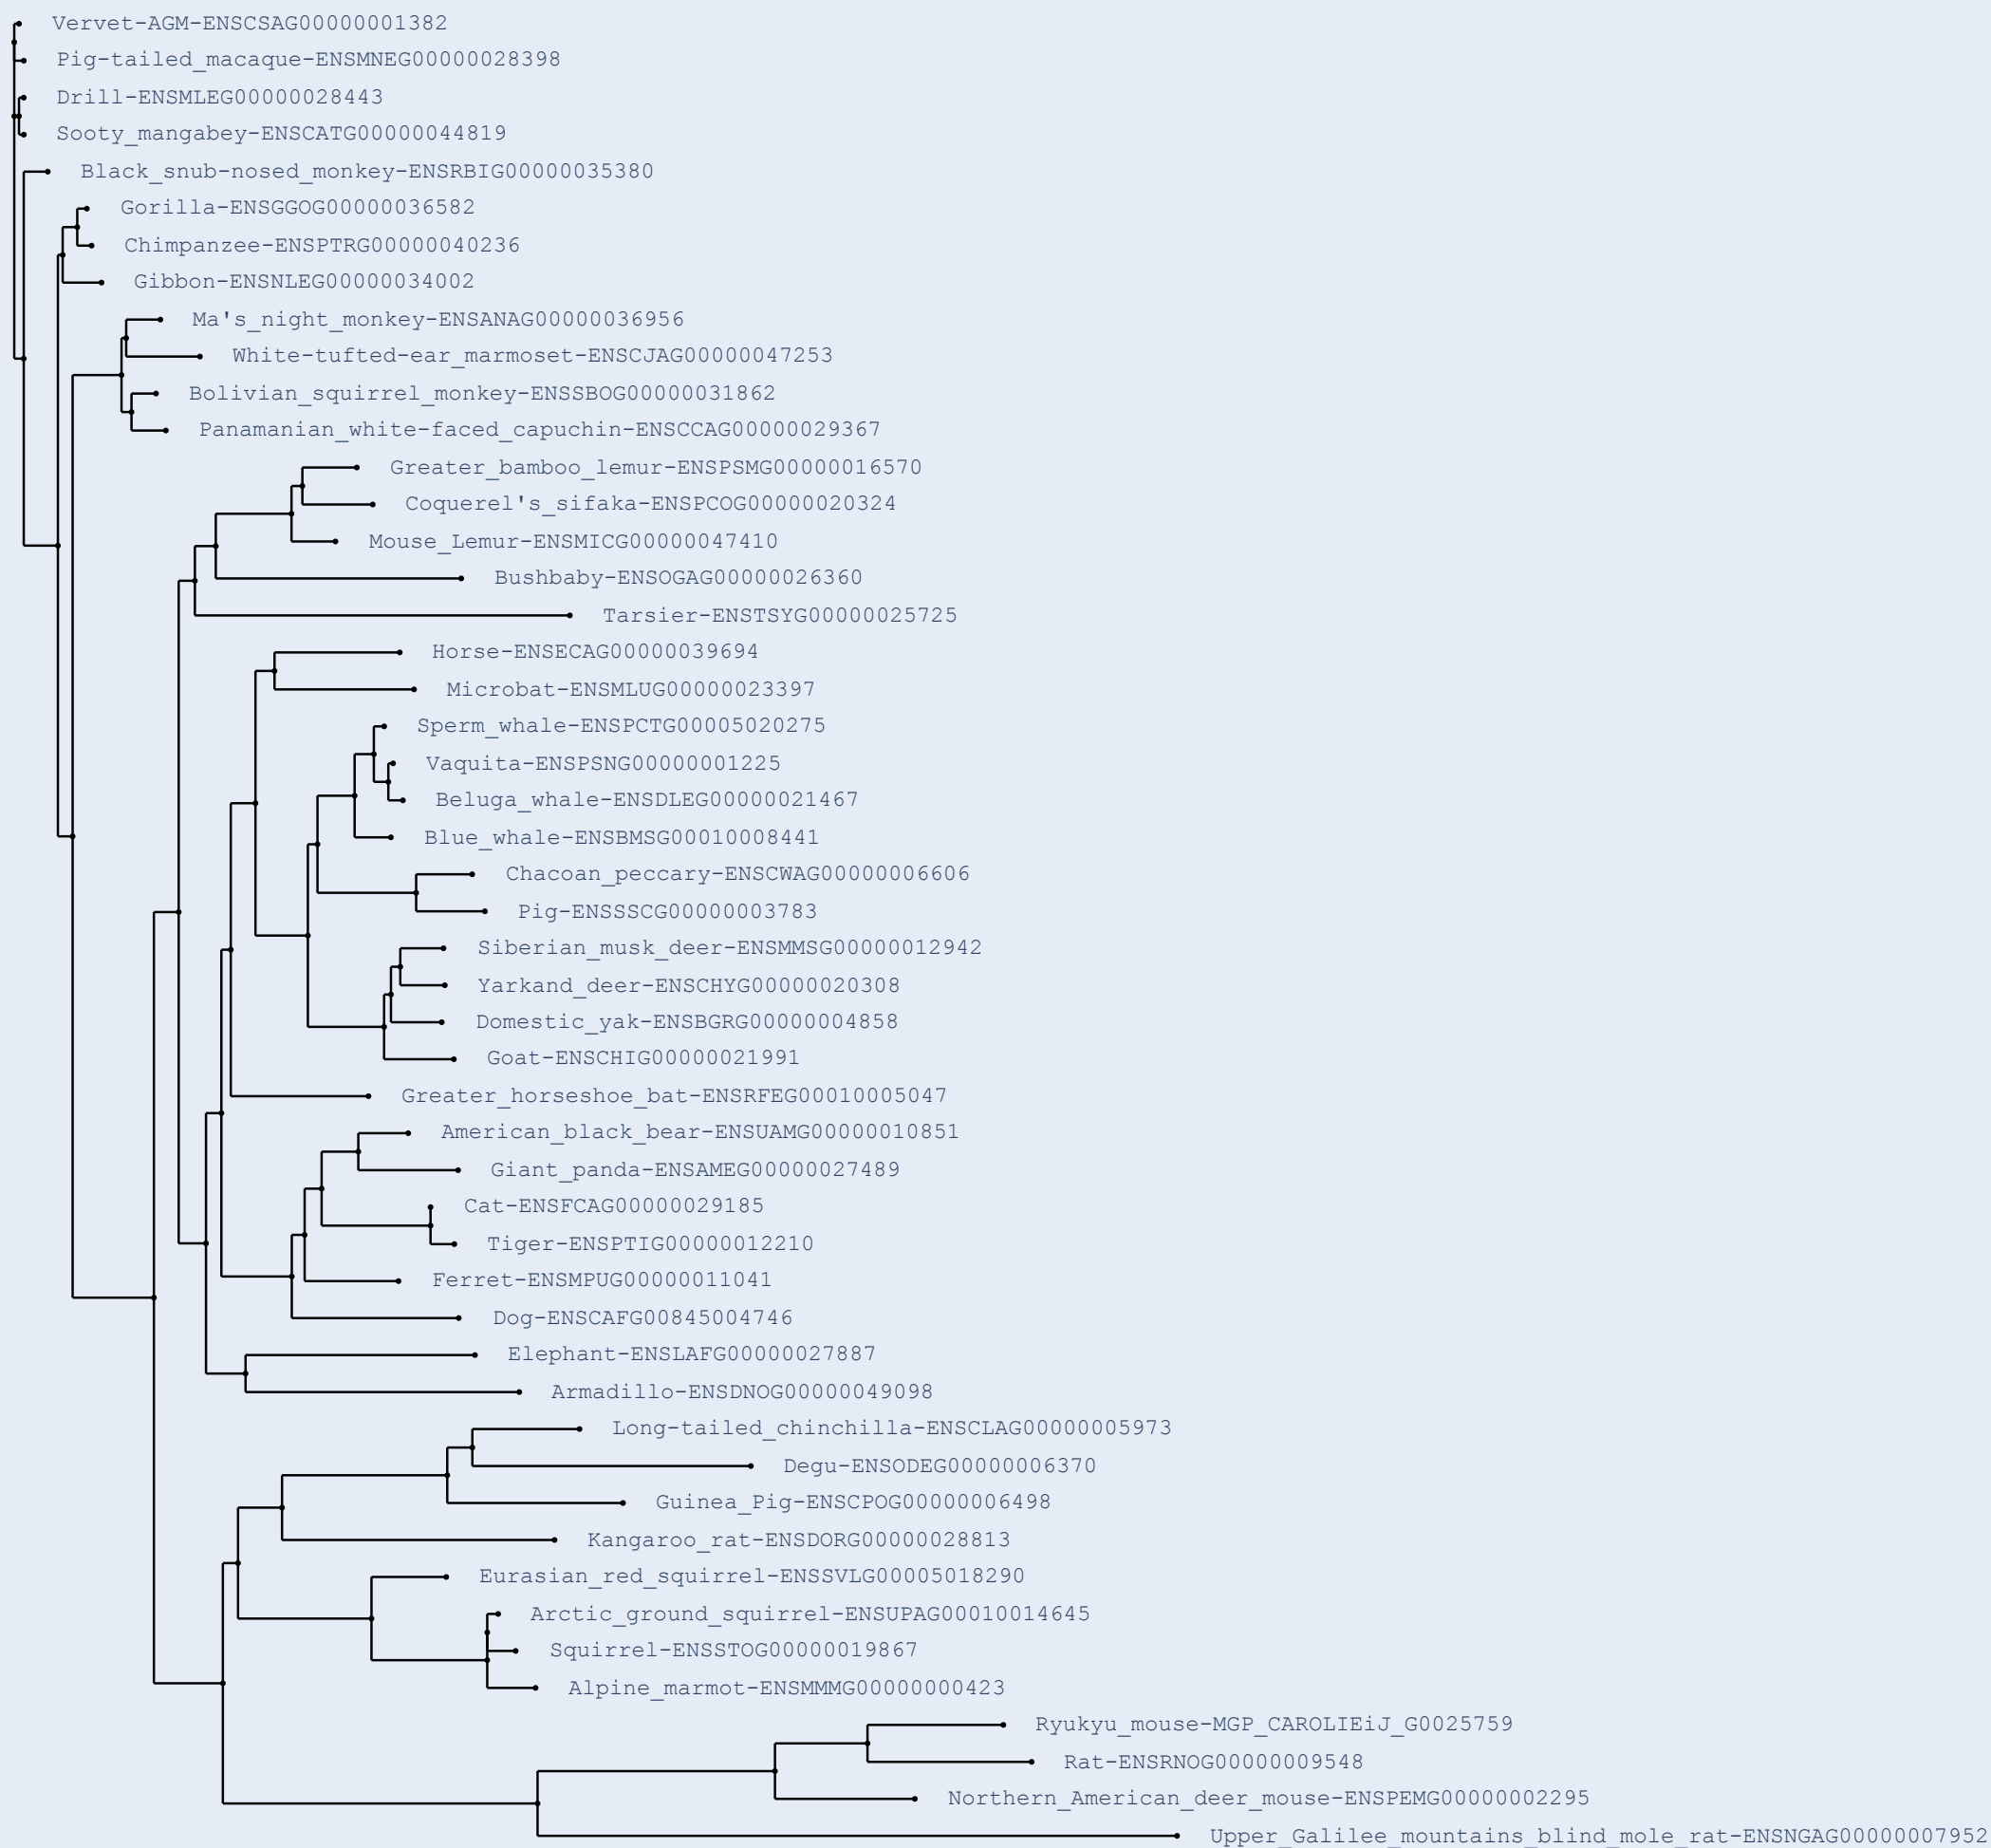 Vervet-AGM-ENSCSAG00000001382
Pig-tailed_macaque-ENSMNEG00000028398
Drill-ENSMLEG00000028443
Sooty_mangabey-ENSCATG00000044819
Black_snub-nosed_monkey-ENSRBIG00000035380
Gorilla-ENSGGOG00000036582
Chimpanzee-ENSPTRG00000040236
Gibbon-ENSNLEG00000034002
Ma's_night_monkey-ENSANAG00000036956
White-tufted-ear_marmoset-ENSCJAG00000047253
Bolivian_squirrel_monkey-ENSSBOG00000031862
Panamanian_white-faced_capuchin-ENSCCAG00000029367
Greater_bamboo_lemur-ENSPSMG00000016570
Coquerel's_sifaka-ENSPCOG00000020324
Mouse_Lemur-ENSMICG00000047410
Bushbaby-ENSOGAG00000026360
Tarsier-ENSTSYG00000025725
Horse-ENSECAG00000039694
Microbat-ENSMLUG00000023397
Sperm_whale-ENSPCTG00005020275
Vaquita-ENSPSNG00000001225
Beluga_whale-ENSDLEG00000021467
Blue_whale-ENSBMSG00010008441
Chacoan_peccary-ENSCWAG00000006606
Pig-ENSSSCG00000003783
Siberian_musk_deer-ENSMMSG00000012942
Yarkand_deer-ENSCHYG00000020308
Domestic_yak-ENSBGRG00000004858
Goat-ENSCHIG00000021991
Greater_horseshoe_bat-ENSRFEG00010005047
American_black_bear-ENSUAMG00000010851
Giant_panda-ENSAMEG00000027489
Cat-ENSFCAG00000029185
Tiger-ENSPTIG00000012210
Ferret-ENSMPUG00000011041
Dog-ENSCAFG00845004746
Elephant-ENSLAFG00000027887
Armadillo-ENSDNOG00000049098
Long-tailed_chinchilla-ENSCLAG00000005973
Degu-ENSODEG00000006370
Guinea_Pig-ENSCPOG00000006498
Kangaroo_rat-ENSDORG00000028813
Eurasian_red_squirrel-ENSSVLG00005018290
Arctic_ground_squirrel-ENSUPAG00010014645
Squirrel-ENSSTOG00000019867
Alpine_marmot-ENSMMMG00000000423
Ryukyu_mouse-MGP_CAROLIEiJ_G0025759
Rat-ENSRNOG00000009548
Northern_American_deer_mouse-ENSPEMG00000002295
Upper_Galilee_mountains_blind_mole_rat-ENSNGAG00000007952